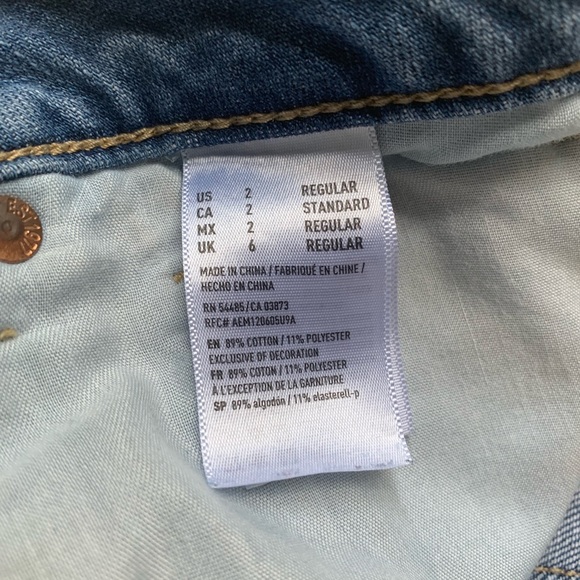 US 2 REGULAR
CA 2 STANDARD
MX 2 REGULAR
UK 6 REGULAR
MADE IN CHINA / FABRIQUÉ EN CHINE /
HECHO EN CHINA
RN 54485/CA 03873
RFC# AEM120605U9A
EN 89% COTTON / 11% POLYESTER
EXCLUSIVE OF DECORATION
FR 89% COTON / 11% POLYESTER
À L'EXCEPTION DE LA GARNITURE
SP 89% algodón / 11% elasterell-p